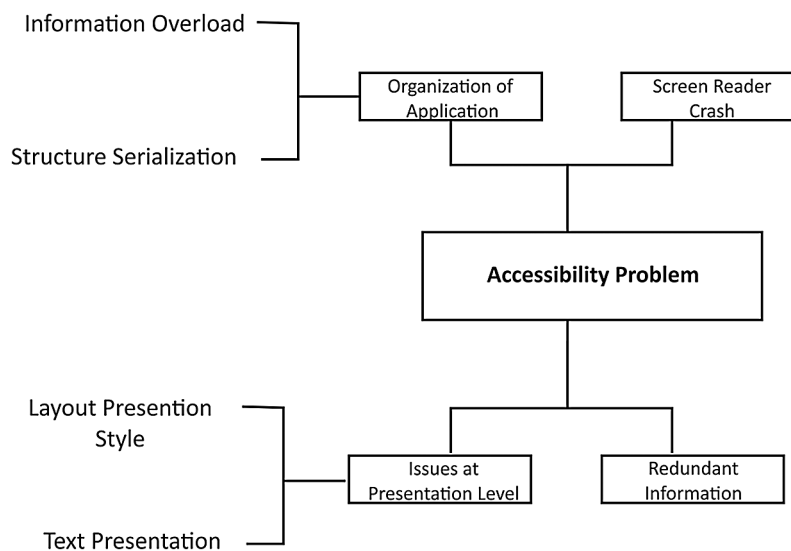 Information Overload
Organization of
Application
Screen Reader
Crash
Structure Serialization
Accessibility Problem
Layout Presention
Style
Issues at
Presentation Level
Redundant
Information
Text Presentation